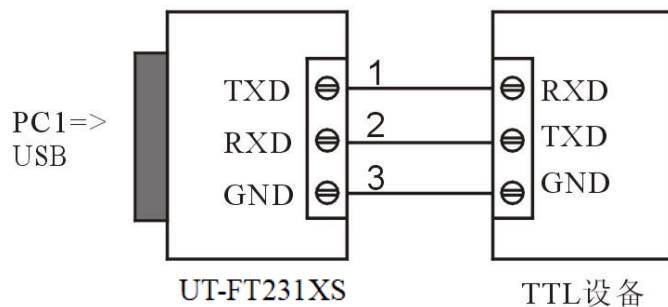 PC1=>
USB
TXD
RXD
GND
1
2
3
RXD
TXD
GND
UT-FT231XS
TTL设备